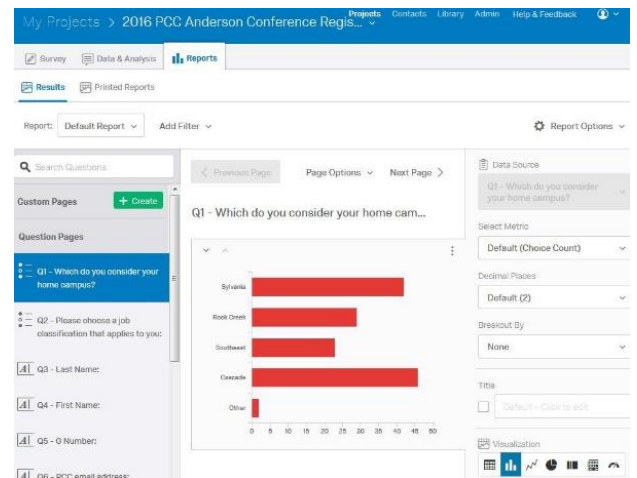 My Projects > 2016 PCC Anderson Conference Regis...
Projects Contacts Library Admin Help & Feedback
Survey Data & Analysis Reports
Results Printed Reports
Report: Default Report Add Filter Report Options
Search Questions
Custom Pages + Create
Question Pages
Q1 - Which do you consider your
home campus?
Q2 - Please choose a job
classification that applies to you:
A Q3 - Last Name:
A Q4 - First Name:
A Q5 - G Number:
A Q6 - PCC email address:
Previous Page Page Options Next Page
Q1 - Which do you consider your home cam...
Sylvania
Rock Creek
Southeast
Cascade
Other
0 5 10 15 20 25 30 35 40 45 50
Data Source
Q1 - Which do you consider
your home campus?
Select Metric
Default (Choice Count)
Decimal Places
Default (2)
Breakout By
None
Title
Default - Click to edit
Visualization